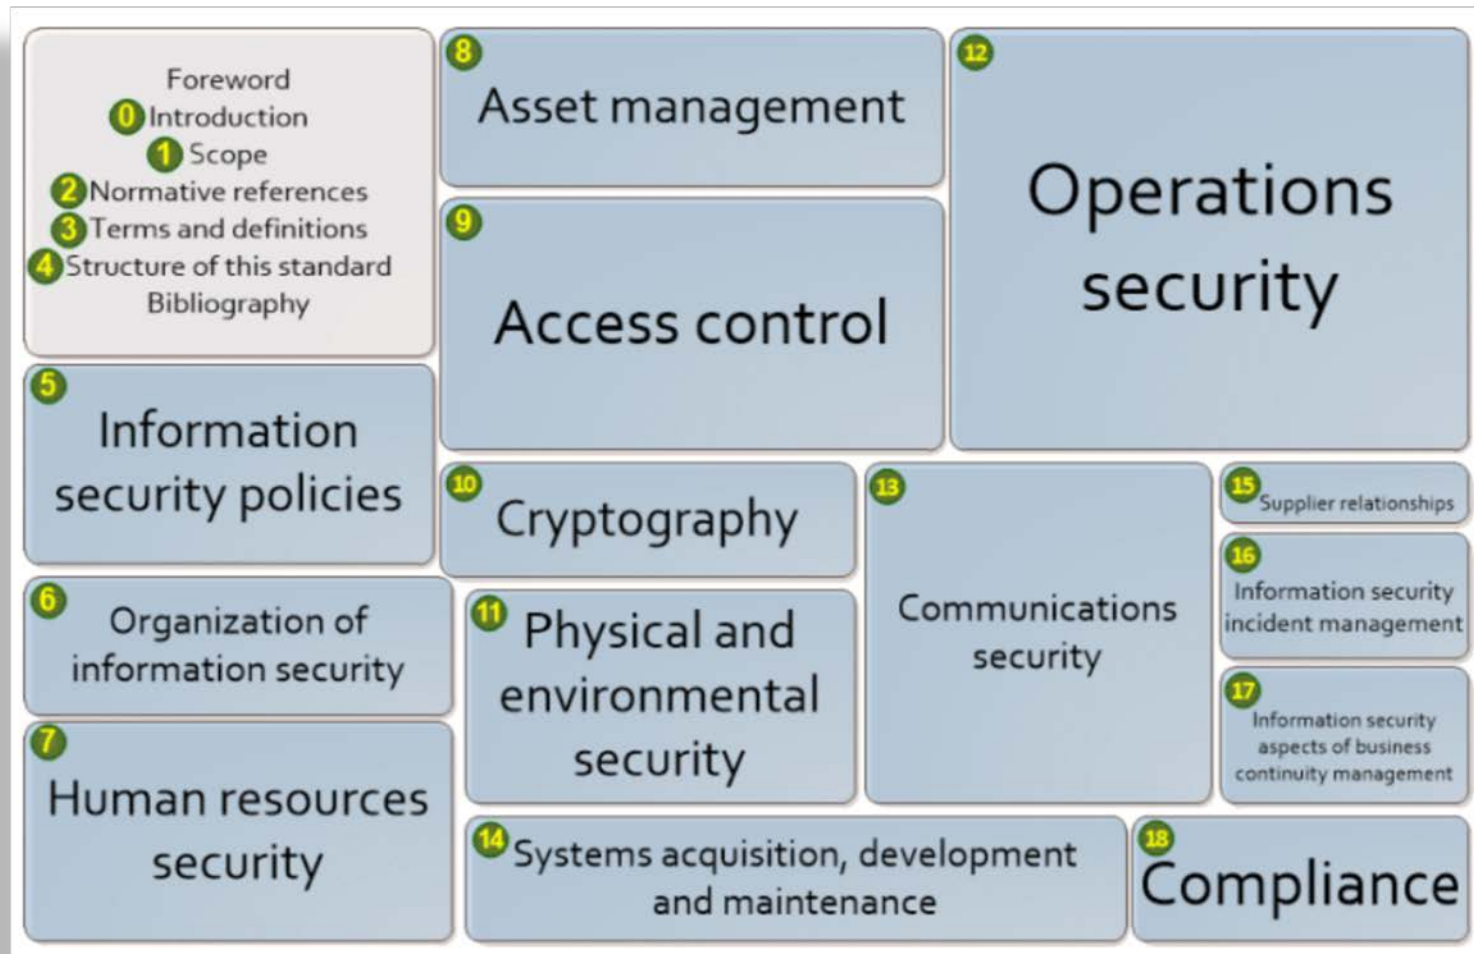 Foreword
0 Introduction
1 Scope
2 Normative references
3 Terms and definitions
4 Structure of this standard
Bibliography
5
Information
security policies
6
Organization of
information security
7
Human resources
security
8
Asset management
9
Access control
10
Cryptography
11
Physical and
environmental
security
12
Operations
security
13
Communications
security
14
Systems acquisition, development
and maintenance
15
Supplier relationships
16
Information security
incident management
17
Information security
aspects of business
continuity management
18
Compliance